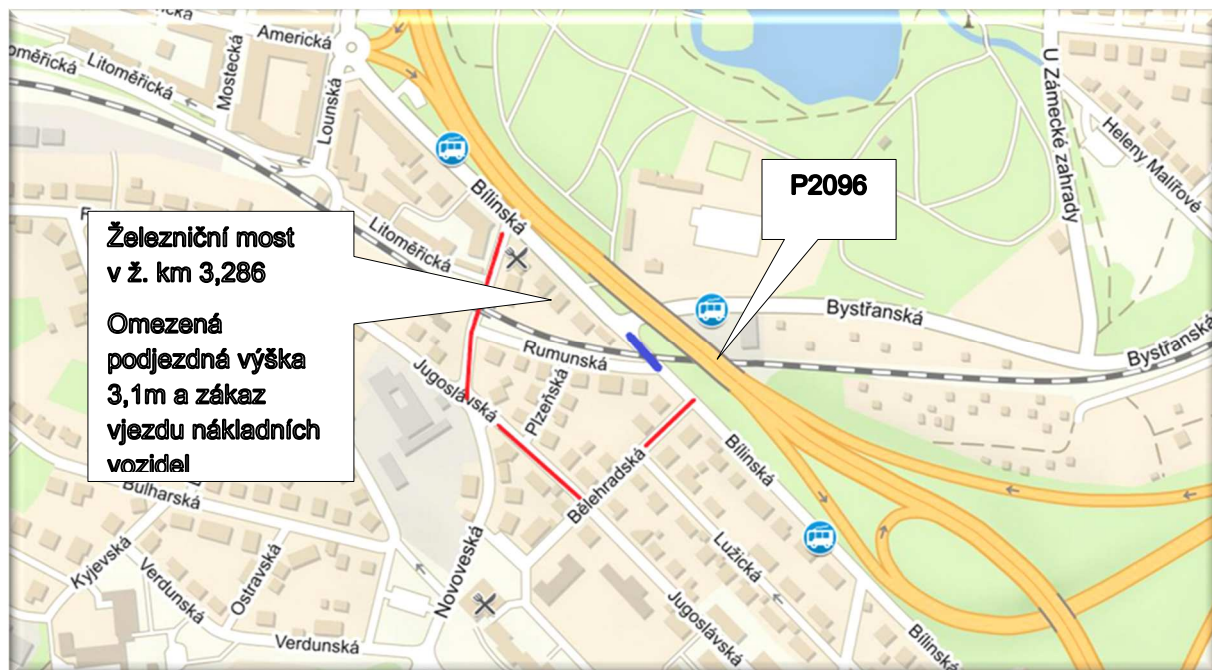 Americká
Litoměřická
Mostecká
Lounská
U Zámecké zahrady
Heleny Malířové
Bílinská
P2096
Litoměřická
Železniční most
v ž. km 3,286
Omezená
podjezdná výška
3,1m a zákaz
vjezdu nákladních
vozidel
Bystřanská
Bystřanská
Rumunská
Jugoslávská
Plzeňská
Bílinská
Bělehradská
Bulharská
Novoveská
Lužická
Kyjevská
Verdunská
Ostravská
Verdunská
Jugoslávská
Bílinská